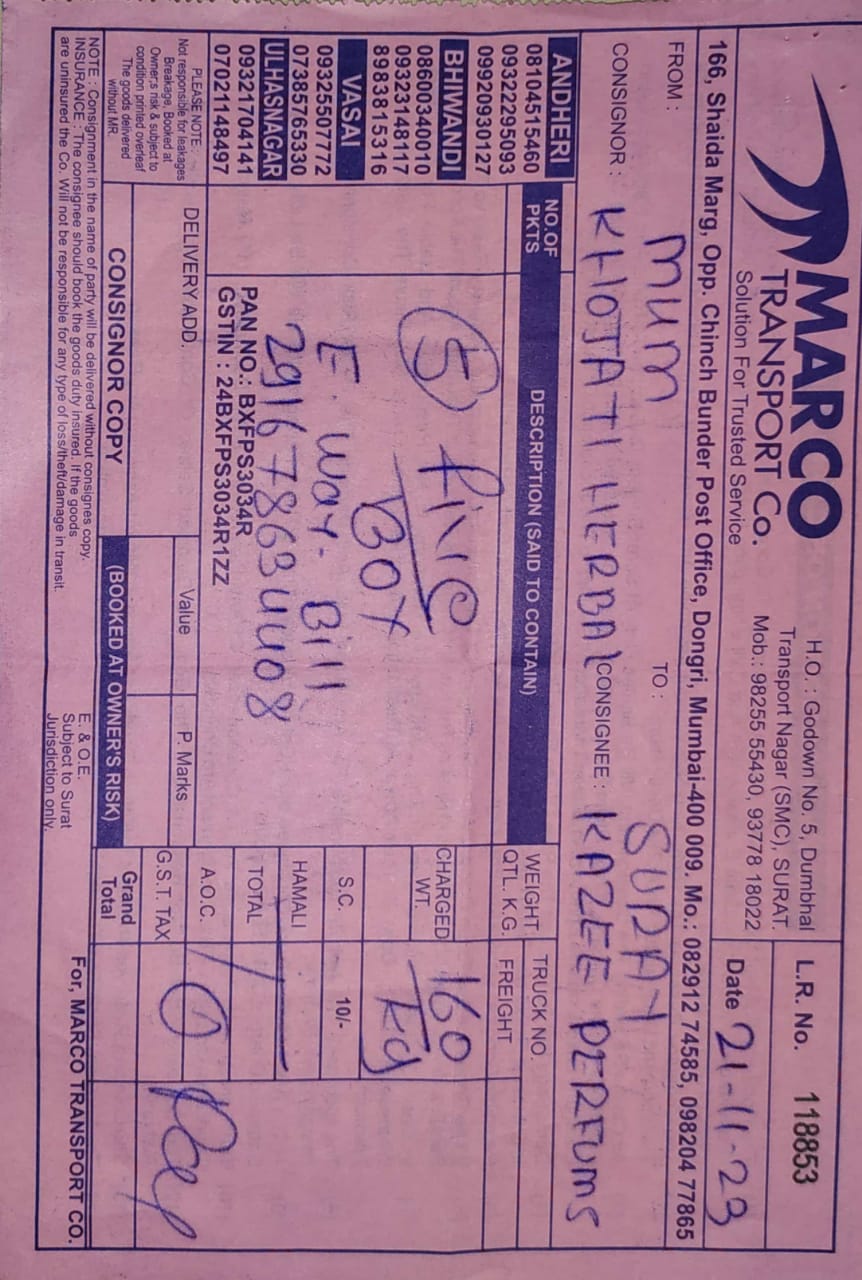 MARCO
TRANSPORT Co.
Solution For Trusted Service
H.O. : Godown No. 5, Dumbhal
Transport Nagar (SMC), SURAT.
Mob.: 98255 55430, 93778 18022
L.R. No. 118853
Date 21-11-23
166, Shaida Marg, Opp. Chinch Bunder Post Office, Dongri, Mumbai-400 009. Mo.: 082912 74585, 098204 77865
FROM : MUM TO : SURAT
CONSIGNOR : KHOJATI HERBAL CONSIGNEE : KAZEE PERFUMS
ANDHERI
08104515460
09322295093
09920930127
BHIWANDI
08600340010
09323148117
8983815316
VASAI
09325507772
07385765330
ULHASNAGAR
09321704141
07021148497
NO.OF
PKTS
DESCRIPTION (SAID TO CONTAIN)
WEIGHT
QTL. K.G.
TRUCK NO.
FREIGHT
5 five
BOX
E. Way. Bill
291678634408
PAN NO.: BXFPS3034R
GSTIN : 24BXFPS3034R1ZZ
CHARGED
WT. 160
kg
S.C. 10/-
HAMALI
TOTAL
A.O.C.
G.S.T. TAX
Grand
Total
PLEASE NOTE :
Not responsible for leakages
Breakage, Booked at
Owner,s risk & subject to
condition printed overleaf
The goods delivered
without MR.
DELIVERY ADD.
Value
P. Marks
CONSIGNOR COPY
(BOOKED AT OWNER'S RISK)
NOTE : Consignment in the name of party will be delivered without consignes copy.
INSURANCE : The consignee should book the goods duty insured. If the goods
are uninsured the Co. Will not be responsible for any type of loss/theft/damage in transit.
E. & O.E.
Subject to Surat
Jurisdiction only.
For, MARCO TRANSPORT CO.